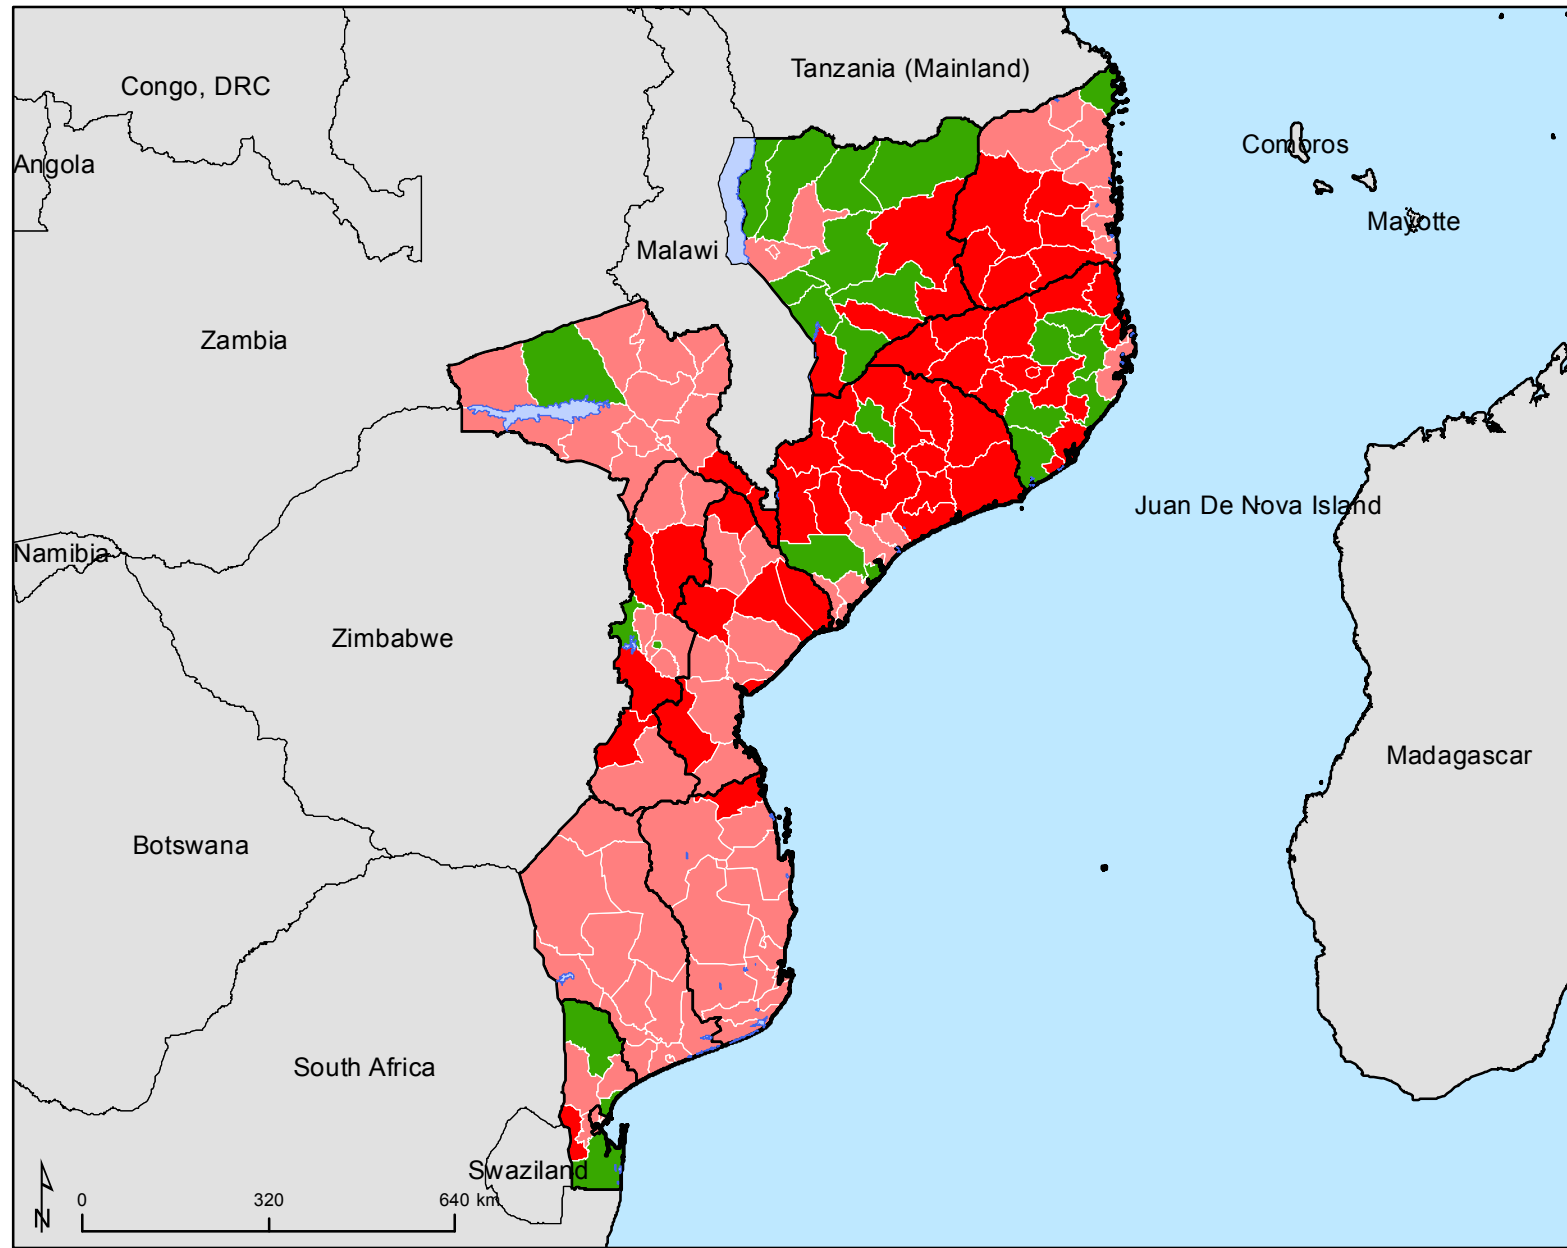 Tanzania (Mainland)
Congo, DRC
Comoros
Angola
Mayotte
Malawi
Zambia
Juan De Nova Island
Namibia
Zimbabwe
Madagascar
Botswana
South Africa
Swaziland
0 320 640 km
N